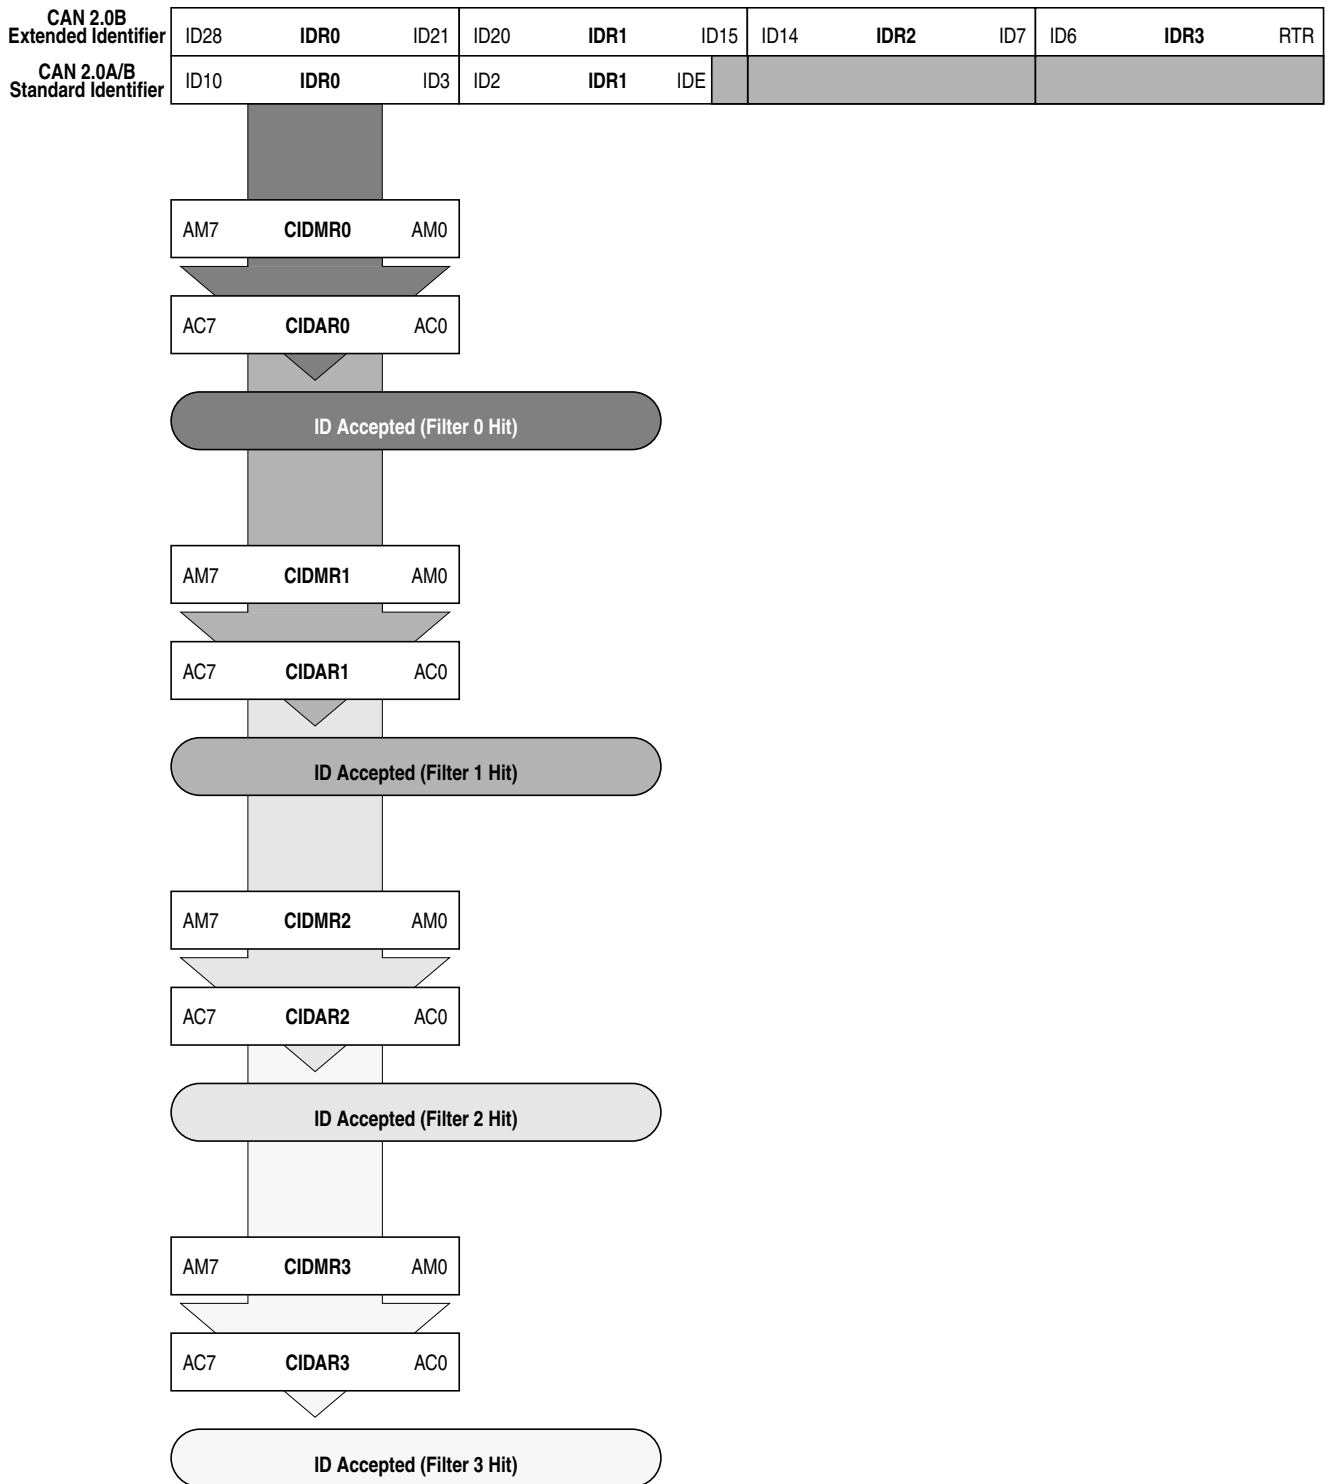 CAN 2.0B
Extended Identifier
ID28 IDR0 ID21 ID20 IDR1 ID15 ID14 IDR2 ID7 ID6 IDR3 RTR
CAN 2.0A/B
Standard Identifier
ID10 IDR0 ID3 ID2 IDR1 IDE
AM7 CIDMR0 AM0
AC7 CIDAR0 AC0
ID Accepted (Filter 0 Hit)
AM7 CIDMR1 AM0
AC7 CIDAR1 AC0
ID Accepted (Filter 1 Hit)
AM7 CIDMR2 AM0
AC7 CIDAR2 AC0
ID Accepted (Filter 2 Hit)
AM7 CIDMR3 AM0
AC7 CIDAR3 AC0
ID Accepted (Filter 3 Hit)